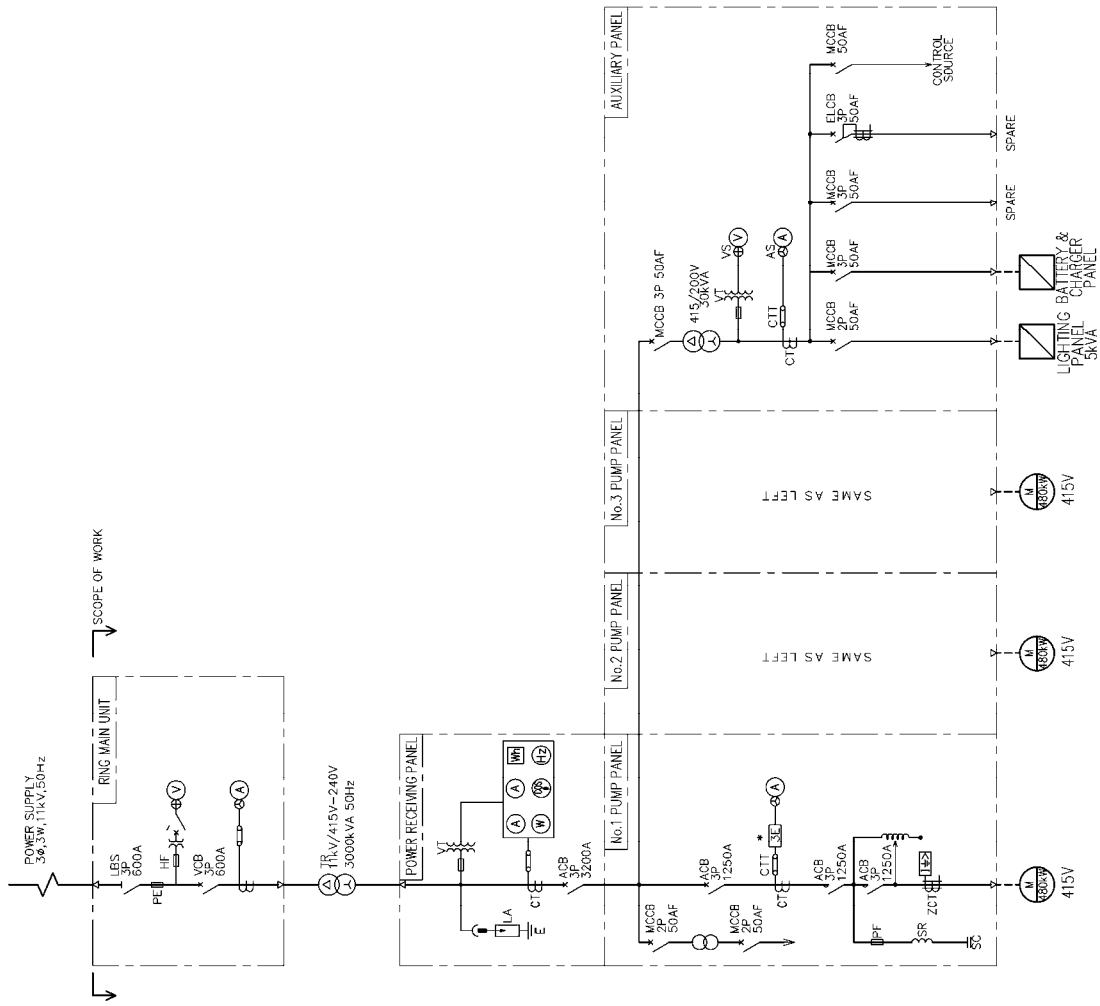 POWER SUPPLY
3Ø,3W,11kV,50Hz
SCOPE OF WORK
RING MAIN UNIT
LBS
3P
600A
PE
HF
V
VCB
3P
600A
A
TR
11kV/415V-240V
3000kVA 50Hz
POWER RECEIVING PANEL
VT
A
A
Wh
W
Hz
LA
E
CT
ACB
3P
3200A
No.1 PUMP PANEL
MCCB
2P
50AF
MCCB
2P
50AF
ACB
3P
1250A
*
3E
A
CTT
CT
ACB
3P
1250A
ACB
3P
1250A
PF
SR
SC
ZCT
M
480kW
415V
No.2 PUMP PANEL
SAME AS LEFT
M
480kW
415V
No.3 PUMP PANEL
SAME AS LEFT
M
480kW
415V
AUXILIARY PANEL
MCCB 3P 50AF
415/200V
30kVA
VT
VS
V
CTT
AS
A
CT
MCCB
2P
50AF
MCCB
3P
50AF
MCCB
3P
50AF
ELCB
3P
50AF
MCCB
50AF
CONTROL
SOURCE
SPARE
SPARE
LIGHTING
PANEL
5kVA
BATTERY &
CHARGER
PANEL